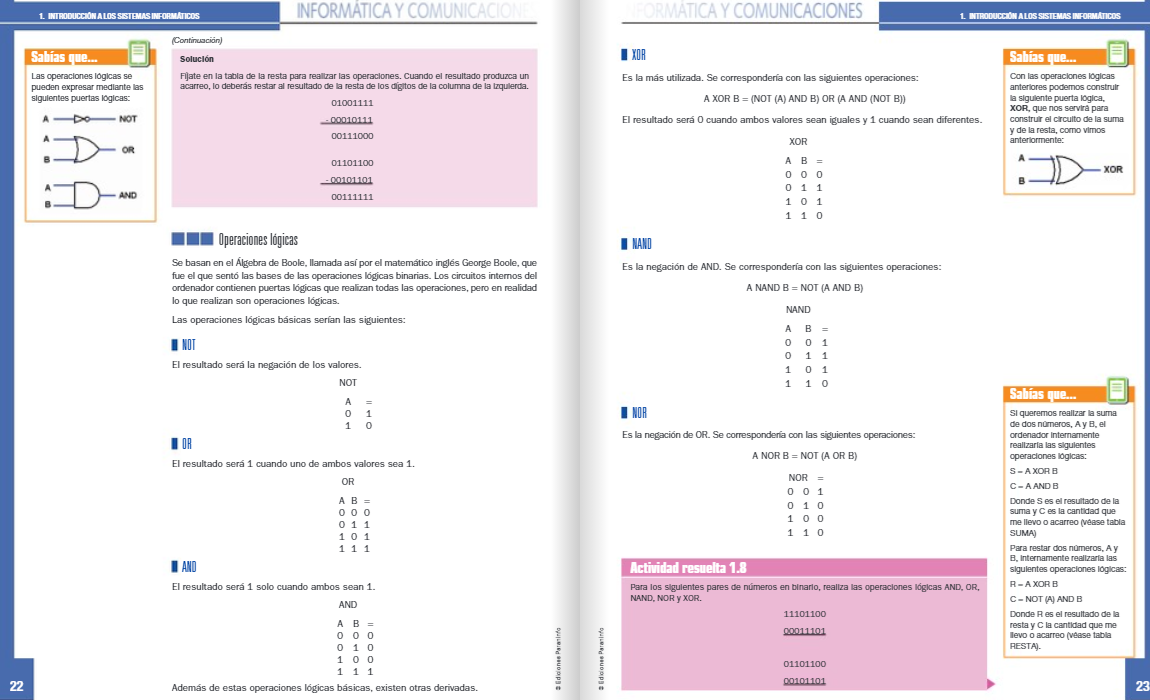 1. INTRODUCCIÓN A LOS SISTEMAS INFORMÁTICOS
INFORMÁTICA Y COMUNICACIONE
Sabías que...
Las operaciones lógicas se
pueden expresar mediante las
siguientes puertas lógicas:
A NOT
A
OR
B
A
AND
B
(Continuación)
Solución
Fíjate en la tabla de la resta para realizar las operaciones. Cuando el resultado produzca un
acarreo, lo deberás restar al resultado de la resta de los dígitos de la columna de la izquierda.
01001111
- 00010111
00111000
01101100
- 00101101
00111111
Operaciones lógicas
Se basan en el Álgebra de Boole, llamada así por el matemático inglés George Boole, que
fue el que sentó las bases de las operaciones lógicas binarias. Los circuitos internos del
ordenador contienen puertas lógicas que realizan todas las operaciones, pero en realidad
lo que realizan son operaciones lógicas.
Las operaciones lógicas básicas serían las siguientes:
NOT
El resultado será la negación de los valores.
NOT
A =
0 1
1 0
OR
El resultado será 1 cuando uno de ambos valores sea 1.
OR
A B =
0 0 0
0 1 1
1 0 1
1 1 1
AND
El resultado será 1 solo cuando ambos sean 1.
AND
A B =
0 0 0
0 1 0
1 0 0
1 1 1
Además de estas operaciones lógicas básicas, existen otras derivadas.
© Ediciones Paraninfo
22
INFORMÁTICA Y COMUNICACIONES
1. INTRODUCCIÓN A LOS SISTEMAS INFORMÁTICOS
XOR
Es la más utilizada. Se correspondería con las siguientes operaciones:
A XOR B = (NOT (A) AND B) OR (A AND (NOT B))
El resultado será 0 cuando ambos valores sean iguales y 1 cuando sean diferentes.
XOR
A B =
0 0 0
0 1 1
1 0 1
1 1 0
NAND
Es la negación de AND. Se correspondería con las siguientes operaciones:
A NAND B = NOT (A AND B)
NAND
A B =
0 0 1
0 1 1
1 0 1
1 1 0
NOR
Es la negación de OR. Se correspondería con las siguientes operaciones:
A NOR B = NOT (A OR B)
NOR =
0 0 1
0 1 0
1 0 0
1 1 0
Actividad resuelta 1.8
Para los siguientes pares de números en binario, realiza las operaciones lógicas AND, OR,
NAND, NOR y XOR.
11101100
00011101
01101100
00101101
Sabías que...
Con las operaciones lógicas
anteriores podemos construir
la siguiente puerta lógica,
XOR, que nos servirá para
construir el circuito de la suma
y de la resta, como vimos
anteriormente:
A
XOR
B
Sabías que...
Si queremos realizar la suma
de dos números, A y B, el
ordenador internamente
realizaría las siguientes
operaciones lógicas:
S = A XOR B
C = A AND B
Donde S es el resultado de la
suma y C es la cantidad que
me llevo o acarreo (véase tabla
SUMA)
Para restar dos números, A y
B, internamente realizaría las
siguientes operaciones lógicas:
R = A XOR B
C = NOT (A) AND B
Donde R es el resultado de la
resta y C la cantidad que me
llevo o acarreo (véase tabla
RESTA).
© Ediciones Paraninfo
23